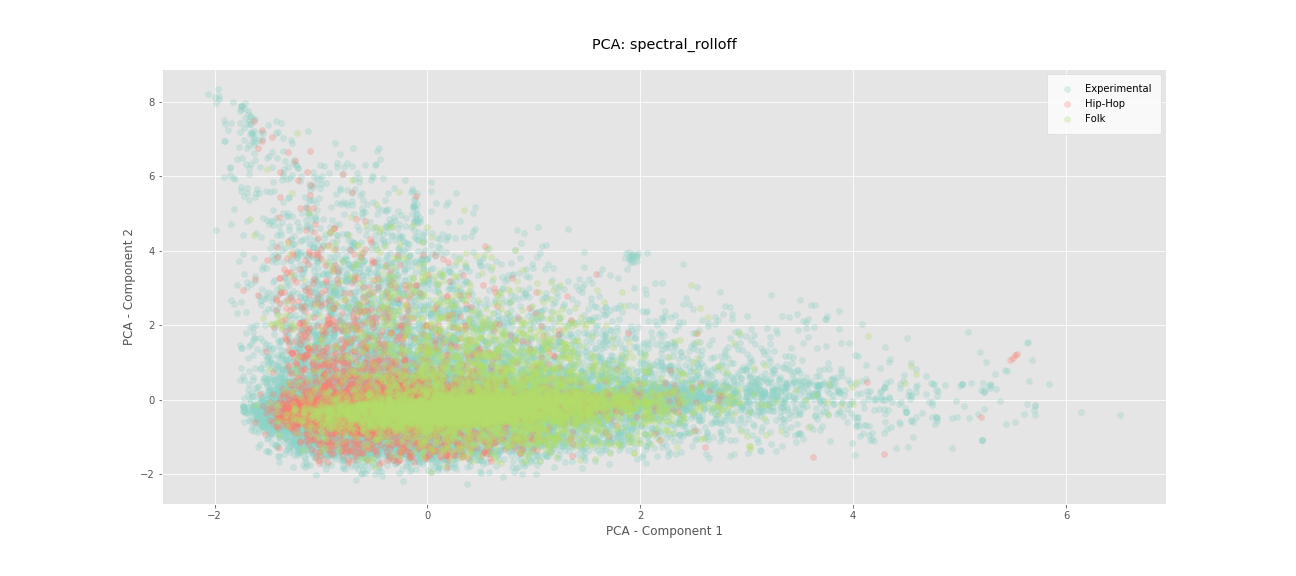 PCA: spectral_rolloff
Experimental
Hip-Hop
Folk
8
6
4
2
0
−2
PCA - Component 2
−2
0
2
4
6
PCA - Component 1